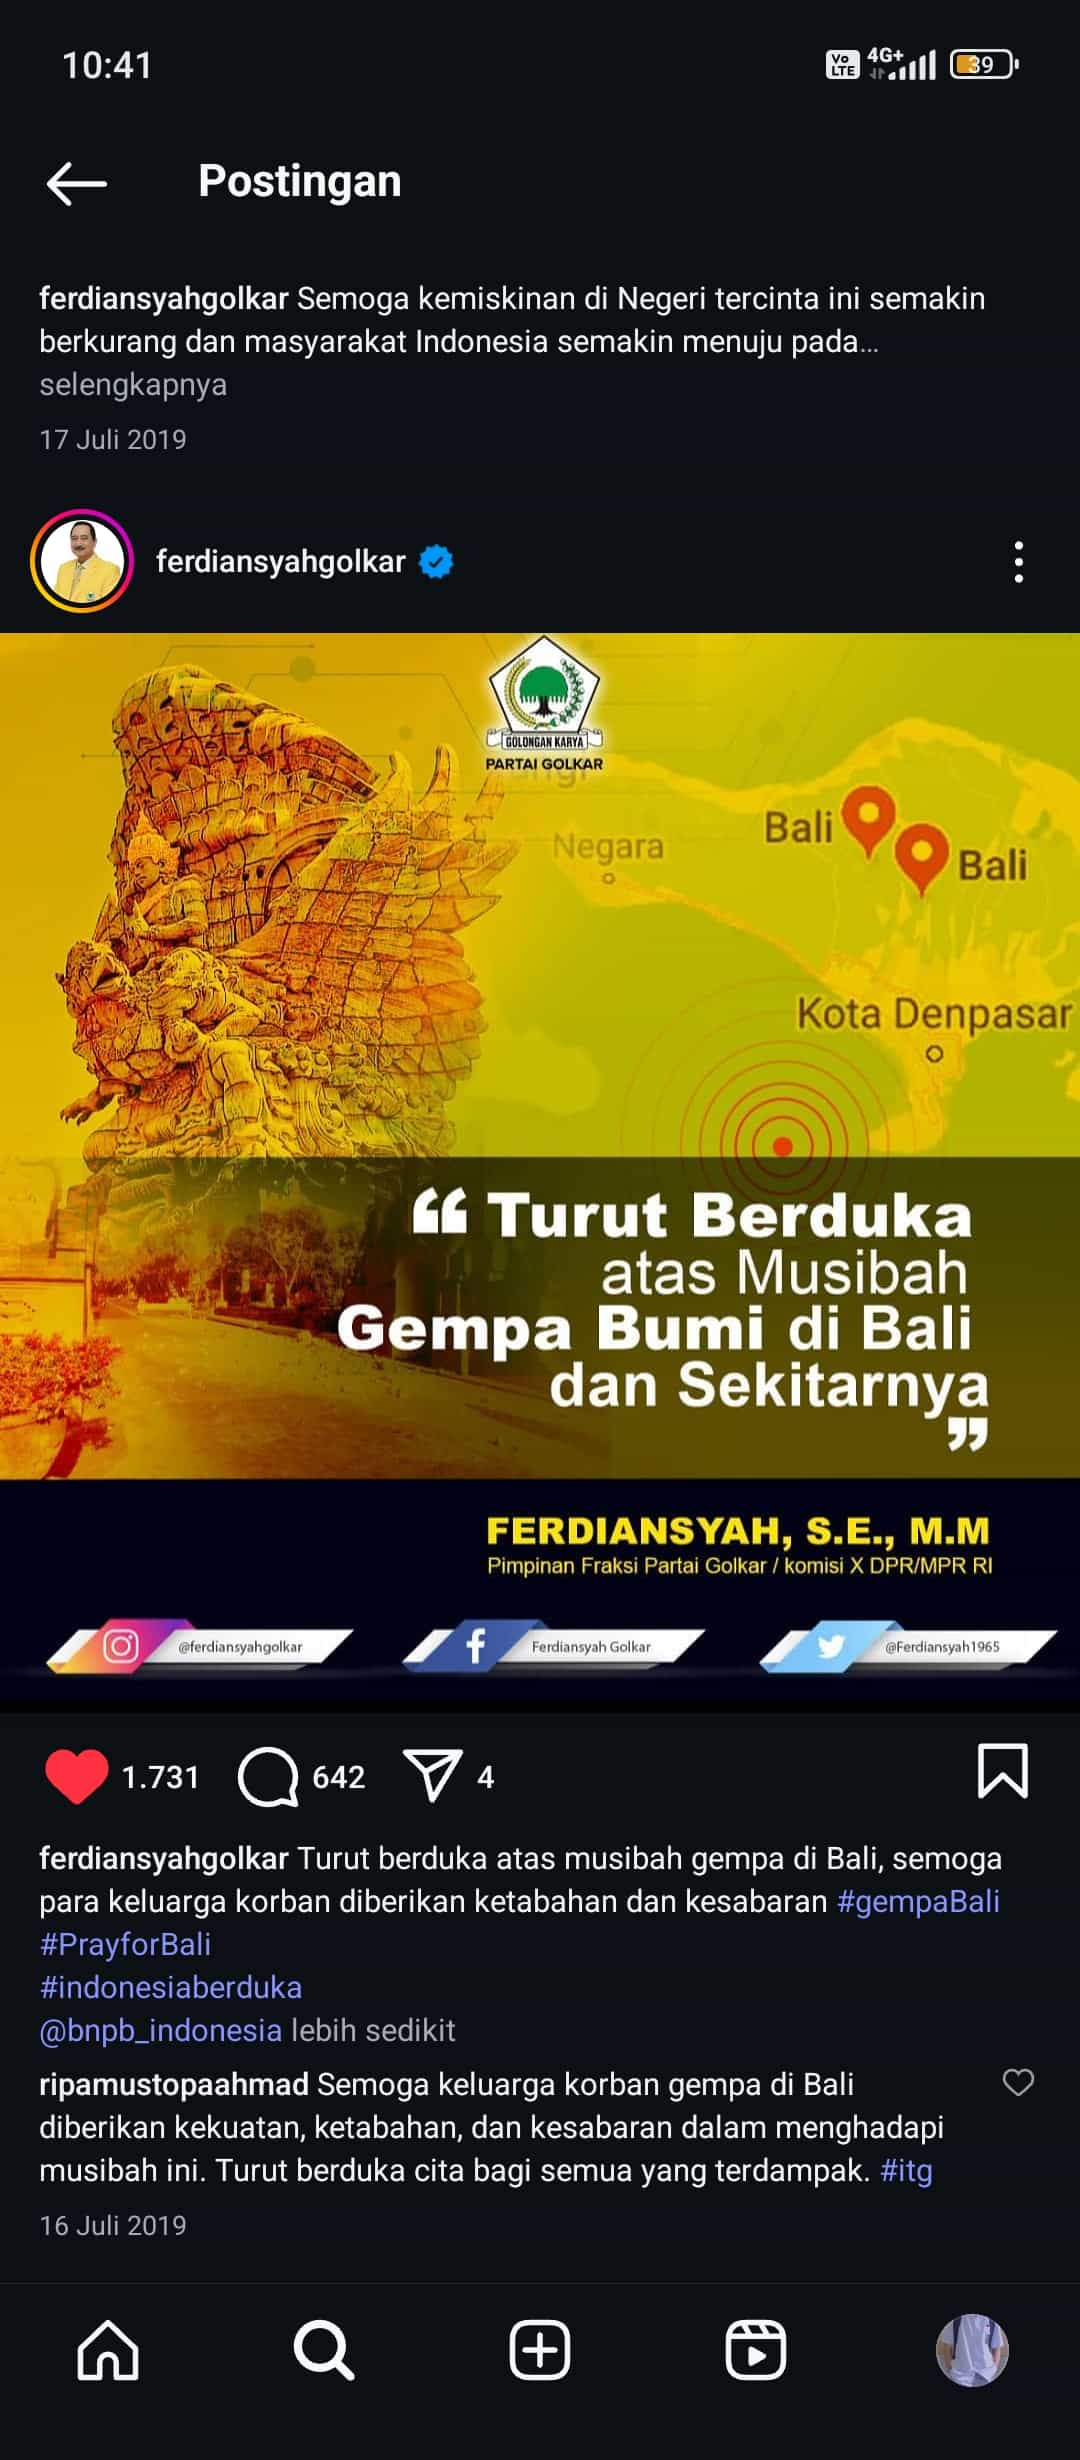 10:41
Vo LTE 4G+ 39
Postingan
ferdiansyahgolkar Semoga kemiskinan di Negeri tercinta ini semakin
berkurang dan masyarakat Indonesia semakin menuju pada...
selengkapnya
17 Juli 2019
ferdiansyahgolkar
GOLONGAN KARYA
PARTAI GOLKAR
Negara
Bali
Bali
Kota Denpasar
“ Turut Berduka
atas Musibah
Gempa Bumi di Bali
dan Sekitarnya
”
FERDIANSYAH, S.E., M.M
Pimpinan Fraksi Partai Golkar / komisi X DPR/MPR RI
@ferdiansyahgolkar
Ferdiansyah Golkar
@Ferdiansyah1965
1.731 642 4
ferdiansyahgolkar Turut berduka atas musibah gempa di Bali, semoga
para keluarga korban diberikan ketabahan dan kesabaran #gempaBali
#PrayforBali
#indonesiaberduka
@bnpb_indonesia lebih sedikit
ripamustopaahmad Semoga keluarga korban gempa di Bali
diberikan kekuatan, ketabahan, dan kesabaran dalam menghadapi
musibah ini. Turut berduka cita bagi semua yang terdampak. #itg
16 Juli 2019